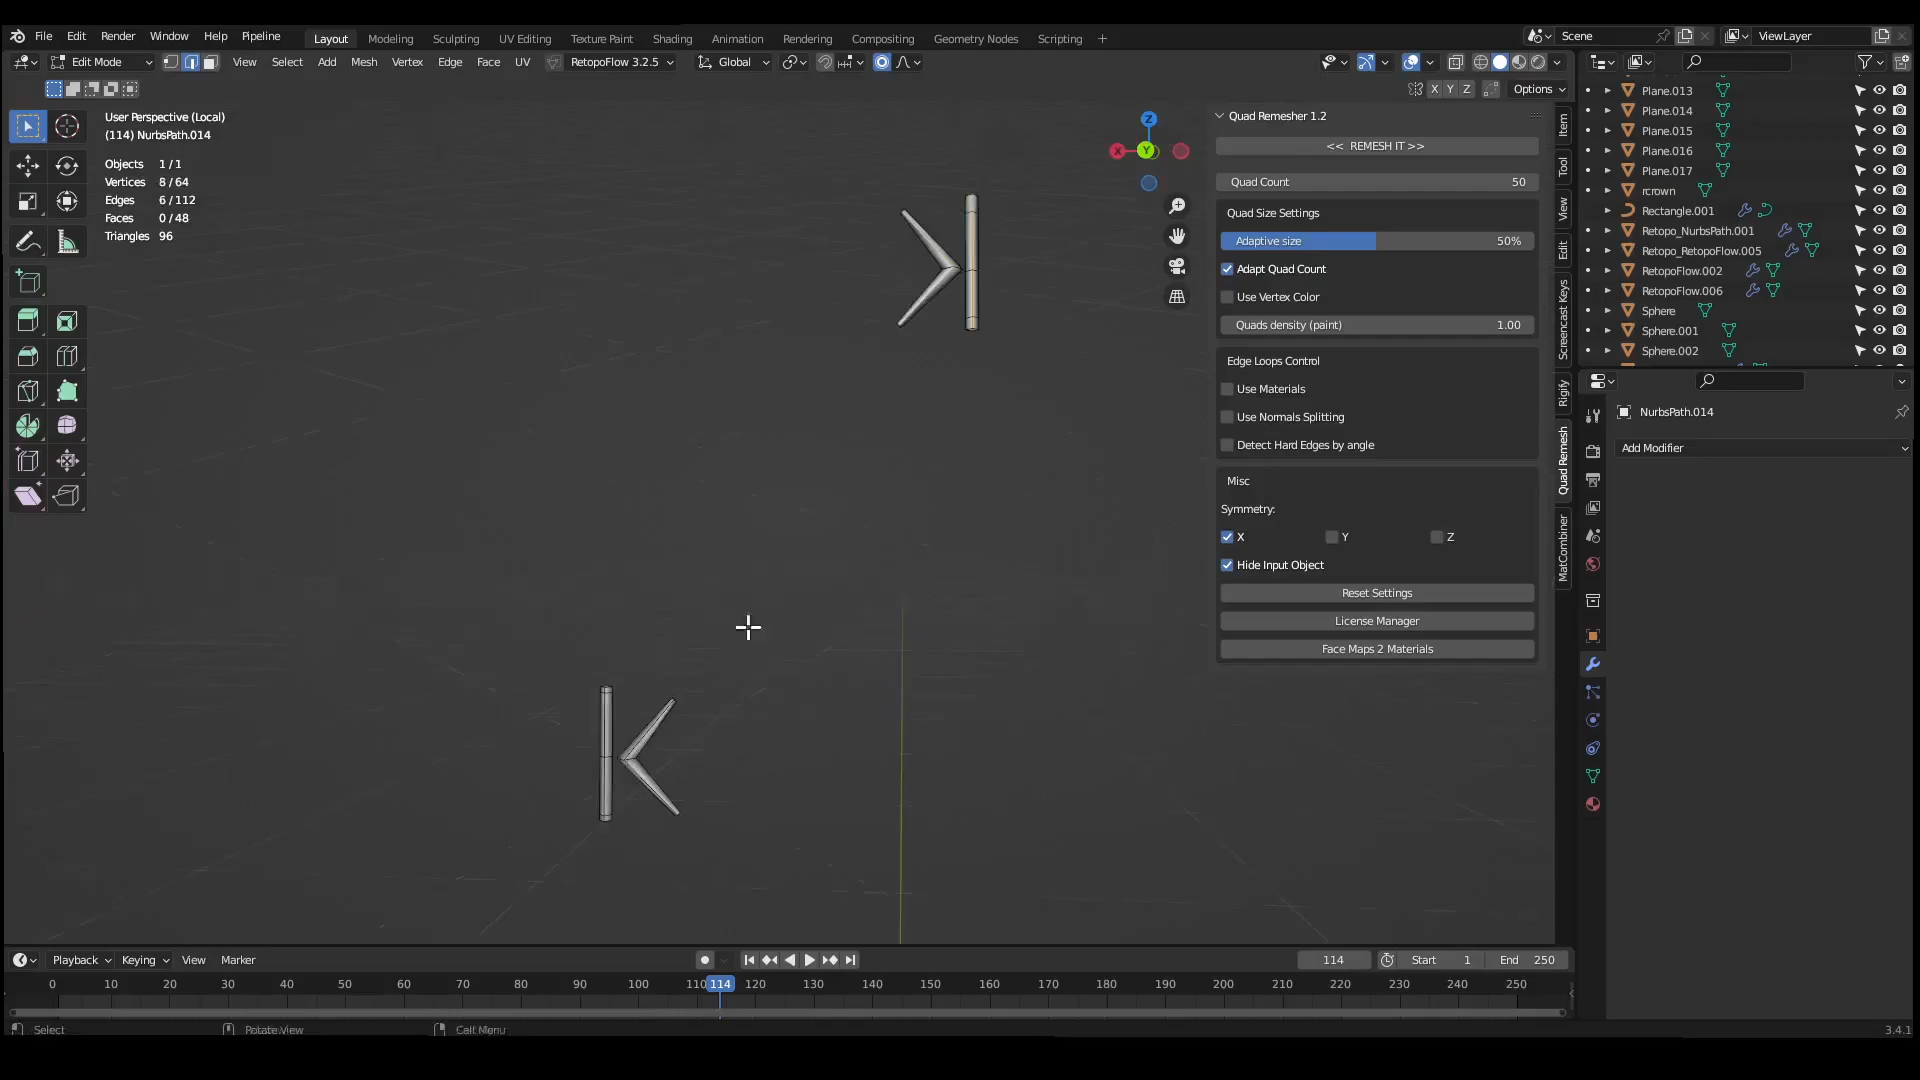 File Edit Render Window Help Pipeline Layout Modeling Sculpting UV Editing Texture Paint Shading Animation Rendering Compositing Geometry Nodes Scripting + Scene ViewLayer
Edit Mode View Select Add Mesh Vertex Edge Face UV RetopoFlow 3.2.5 Global
X Y Z Options
User Perspective (Local)
(114) NurbsPath.014
Objects 1 / 1
Vertices 8 / 64
Edges 6 / 112
Faces 0 / 48
Triangles 96
Z
X Y
K
K
Quad Remesher 1.2
<< REMESH IT >>
Quad Count 50
Quad Size Settings
Adaptive size 50%
Adapt Quad Count
Use Vertex Color
Quads density (paint) 1.00
Edge Loops Control
Use Materials
Use Normals Splitting
Detect Hard Edges by angle
Misc
Symmetry:
X Y Z
Hide Input Object
Reset Settings
License Manager
Face Maps 2 Materials
Item
Tool
View
Edit
Screencast Keys
Rigify
Quad Remesh
MatCombiner
Plane.013
Plane.014
Plane.015
Plane.016
Plane.017
rcrown
Rectangle.001
Retopo_NurbsPath.001
Retopo_RetopoFlow.005
RetopoFlow.002
RetopoFlow.006
Sphere
Sphere.001
Sphere.002
NurbsPath.014
Add Modifier
Playback Keying View Marker 114 Start 1 End 250
0 10 20 30 40 50 60 70 80 90 100 110 114 120 130 140 150 160 170 180 190 200 210 220 230 240 250
Select Rotate View Call Menu 3.4.1